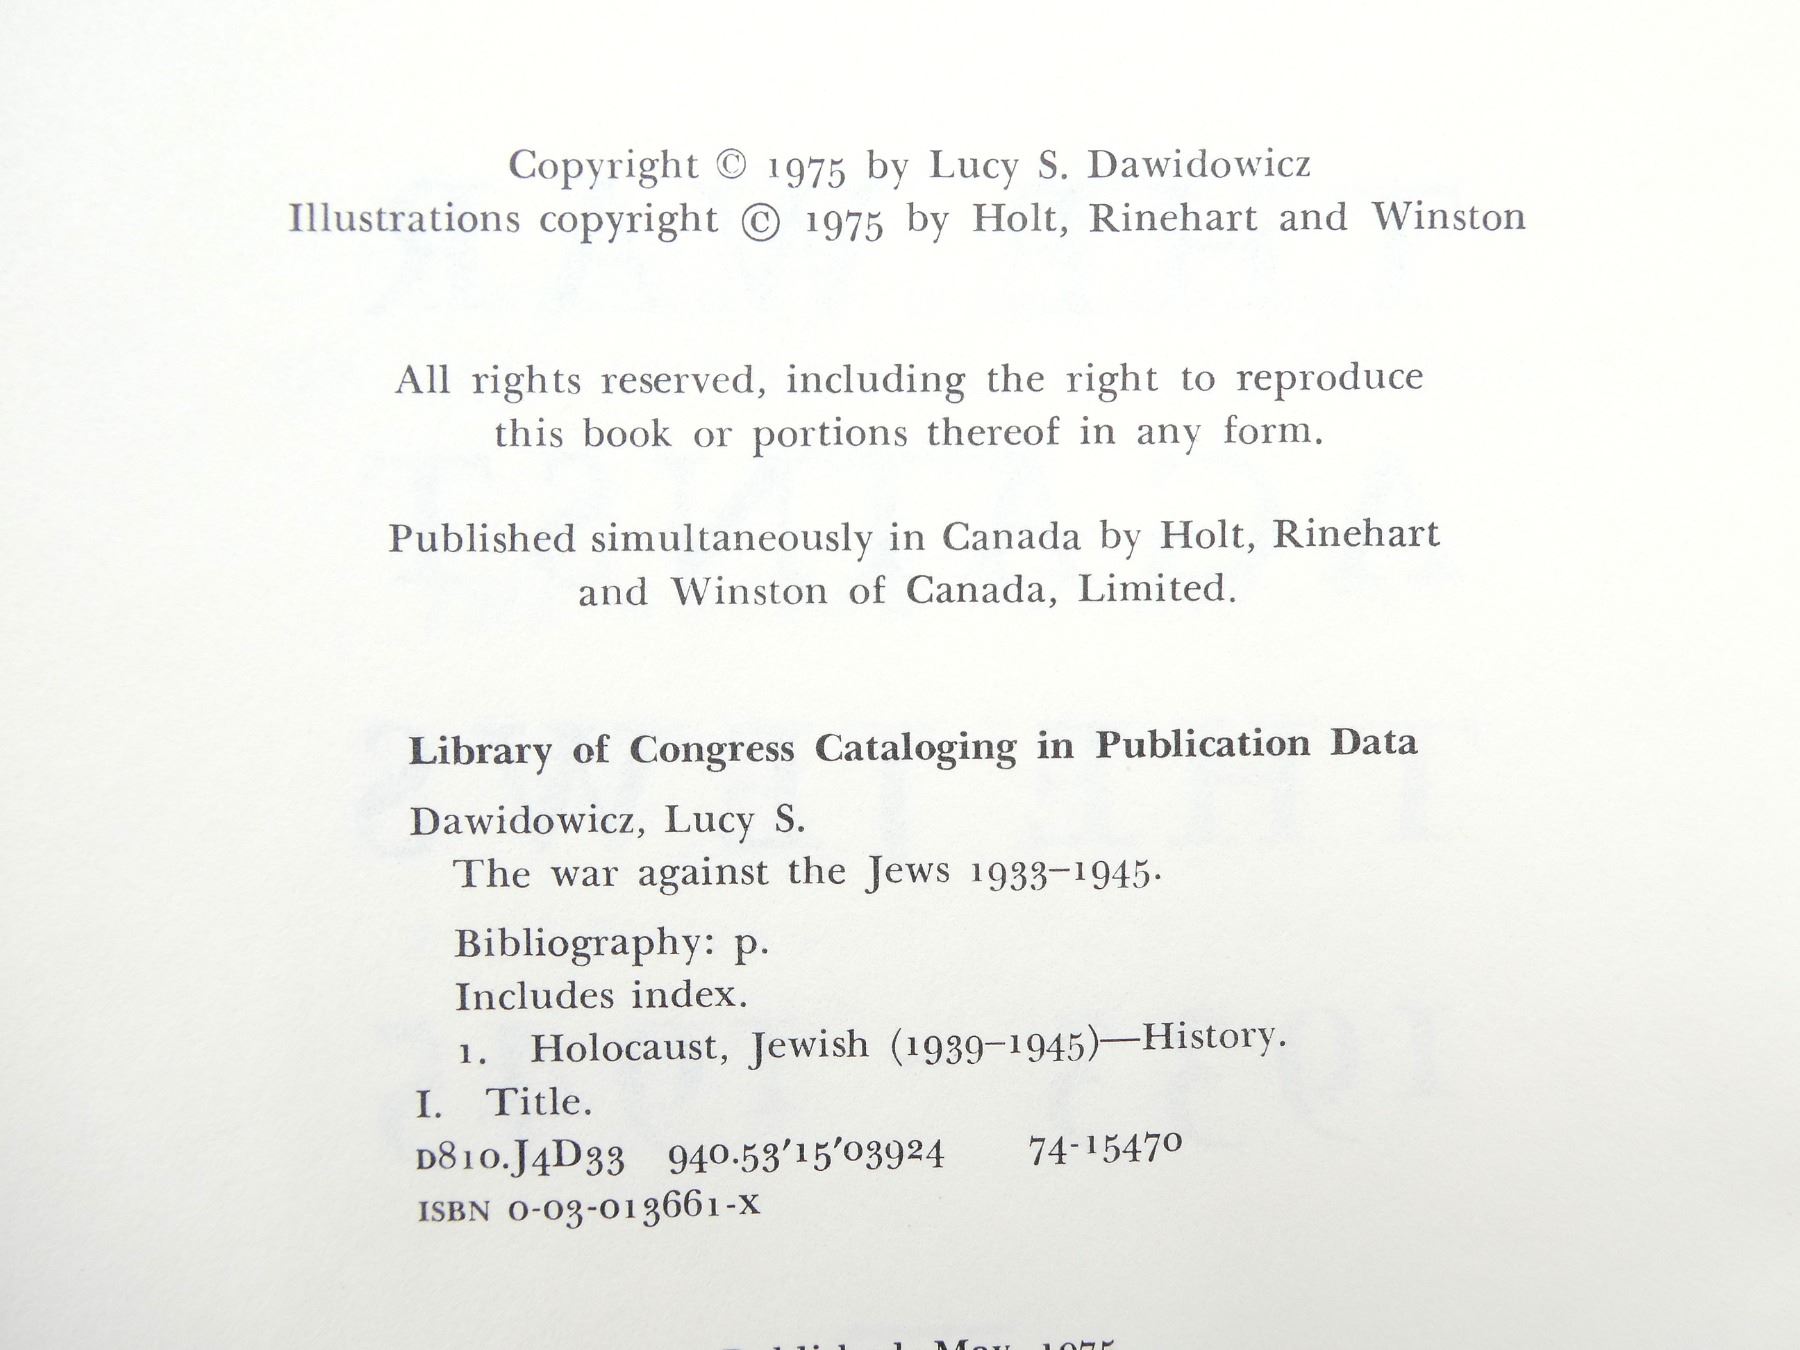 Copyright © 1975 by Lucy S. Dawidowicz
Illustrations copyright © 1975 by Holt, Rinehart and Winston
All rights reserved, including the right to reproduce
this book or portions thereof in any form.
Published simultaneously in Canada by Holt, Rinehart
and Winston of Canada, Limited.
Library of Congress Cataloging in Publication Data
Dawidowicz, Lucy S.
The war against the Jews 1933–1945.
Bibliography: p.
Includes index.
1. Holocaust, Jewish (1939–1945)—History.
I. Title.
D810.J4D33 940.53′15′03924 74-15470
ISBN 0-03-013661-X
Published May 1975